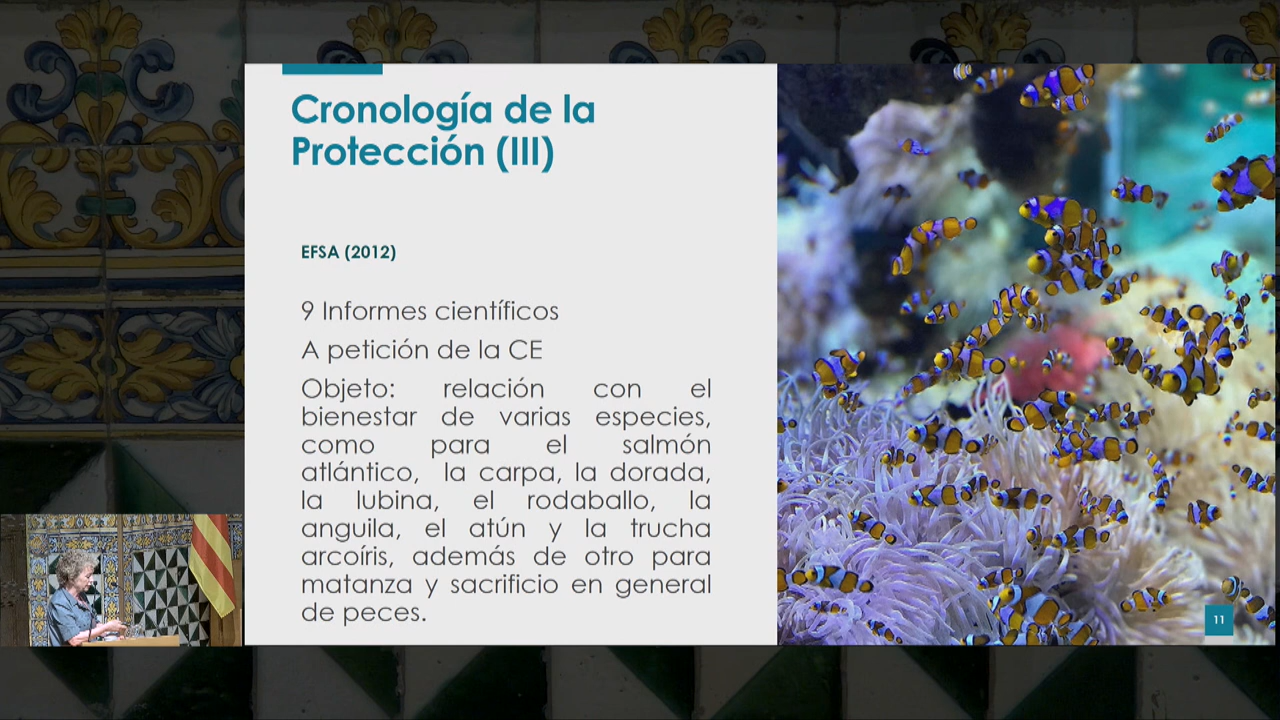 Cronología de la
Protección (III)
EFSA (2012)
9 Informes científicos
A petición de la CE
Objeto: relación con el
bienestar de varias especies,
como para el salmón
atlántico, la carpa, la dorada,
la lubina, el rodaballo, la
anguila, el atún y la trucha
arcoíris, además de otro para
matanza y sacrificio en general
de peces.
11